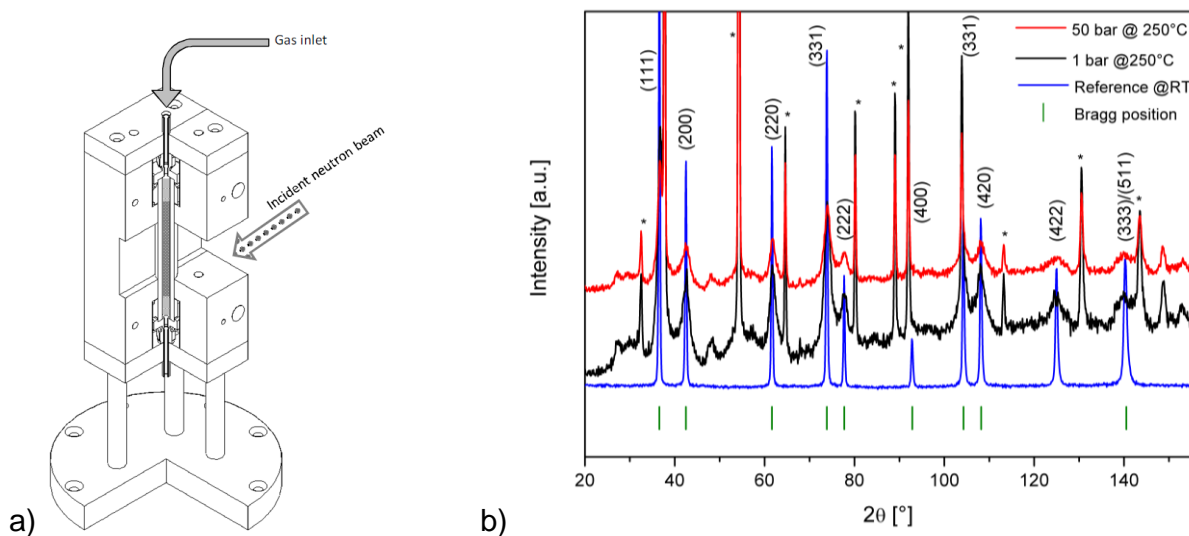 Gas inlet
Incident neutron beam
a)
b)
Intensity [a.u.]
50 bar @ 250°C
1 bar @250°C
Reference @RT
Bragg position
(111)
(200)
*
*
(220)
*
(331)
(222)
*
*
*
(400)
(331)
(420)
*
(422)
*
(333)/(511)
*
20 40 60 80 100 120 140
2θ [°]